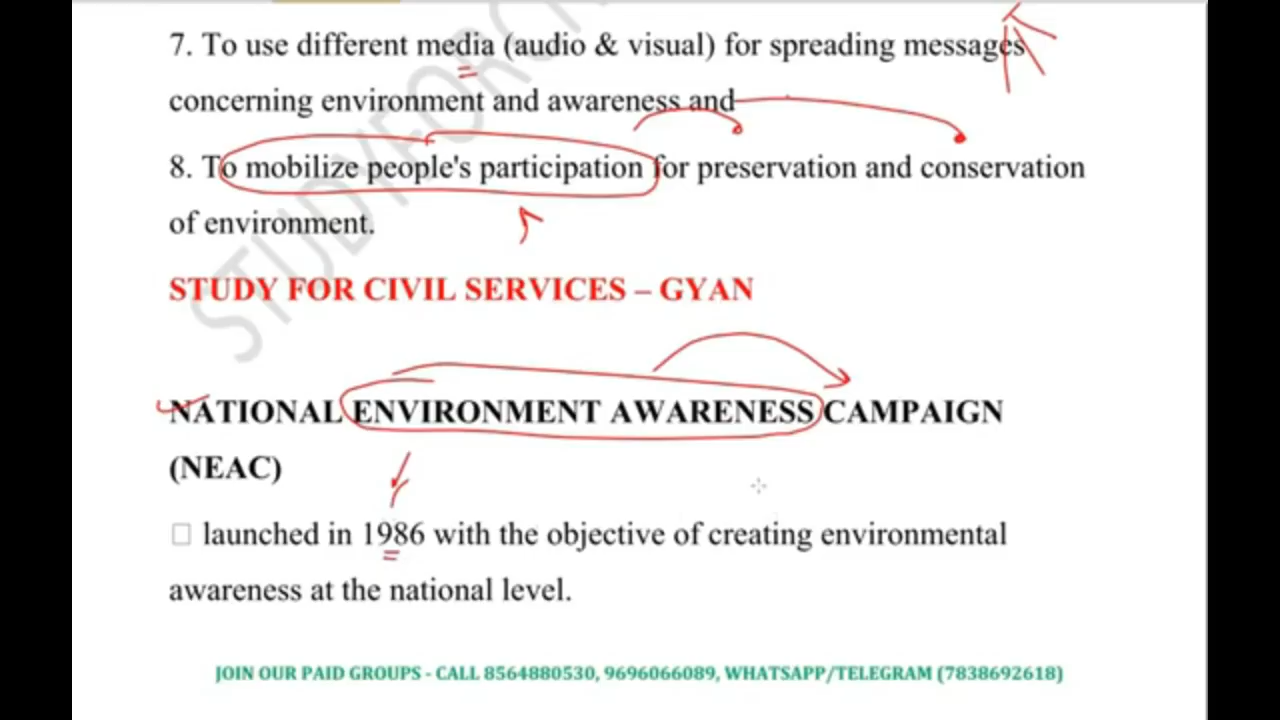 7. To use different media (audio & visual) for spreading messages
concerning environment and awareness and
8. To mobilize people's participation for preservation and conservation
of environment.
STUDY FOR CIVIL SERVICES – GYAN
NATIONAL ENVIRONMENT AWARENESS CAMPAIGN
(NEAC)
launched in 1986 with the objective of creating environmental
awareness at the national level.
JOIN OUR PAID GROUPS - CALL 8564880530, 9696066089, WHATSAPP/TELEGRAM (7838692618)